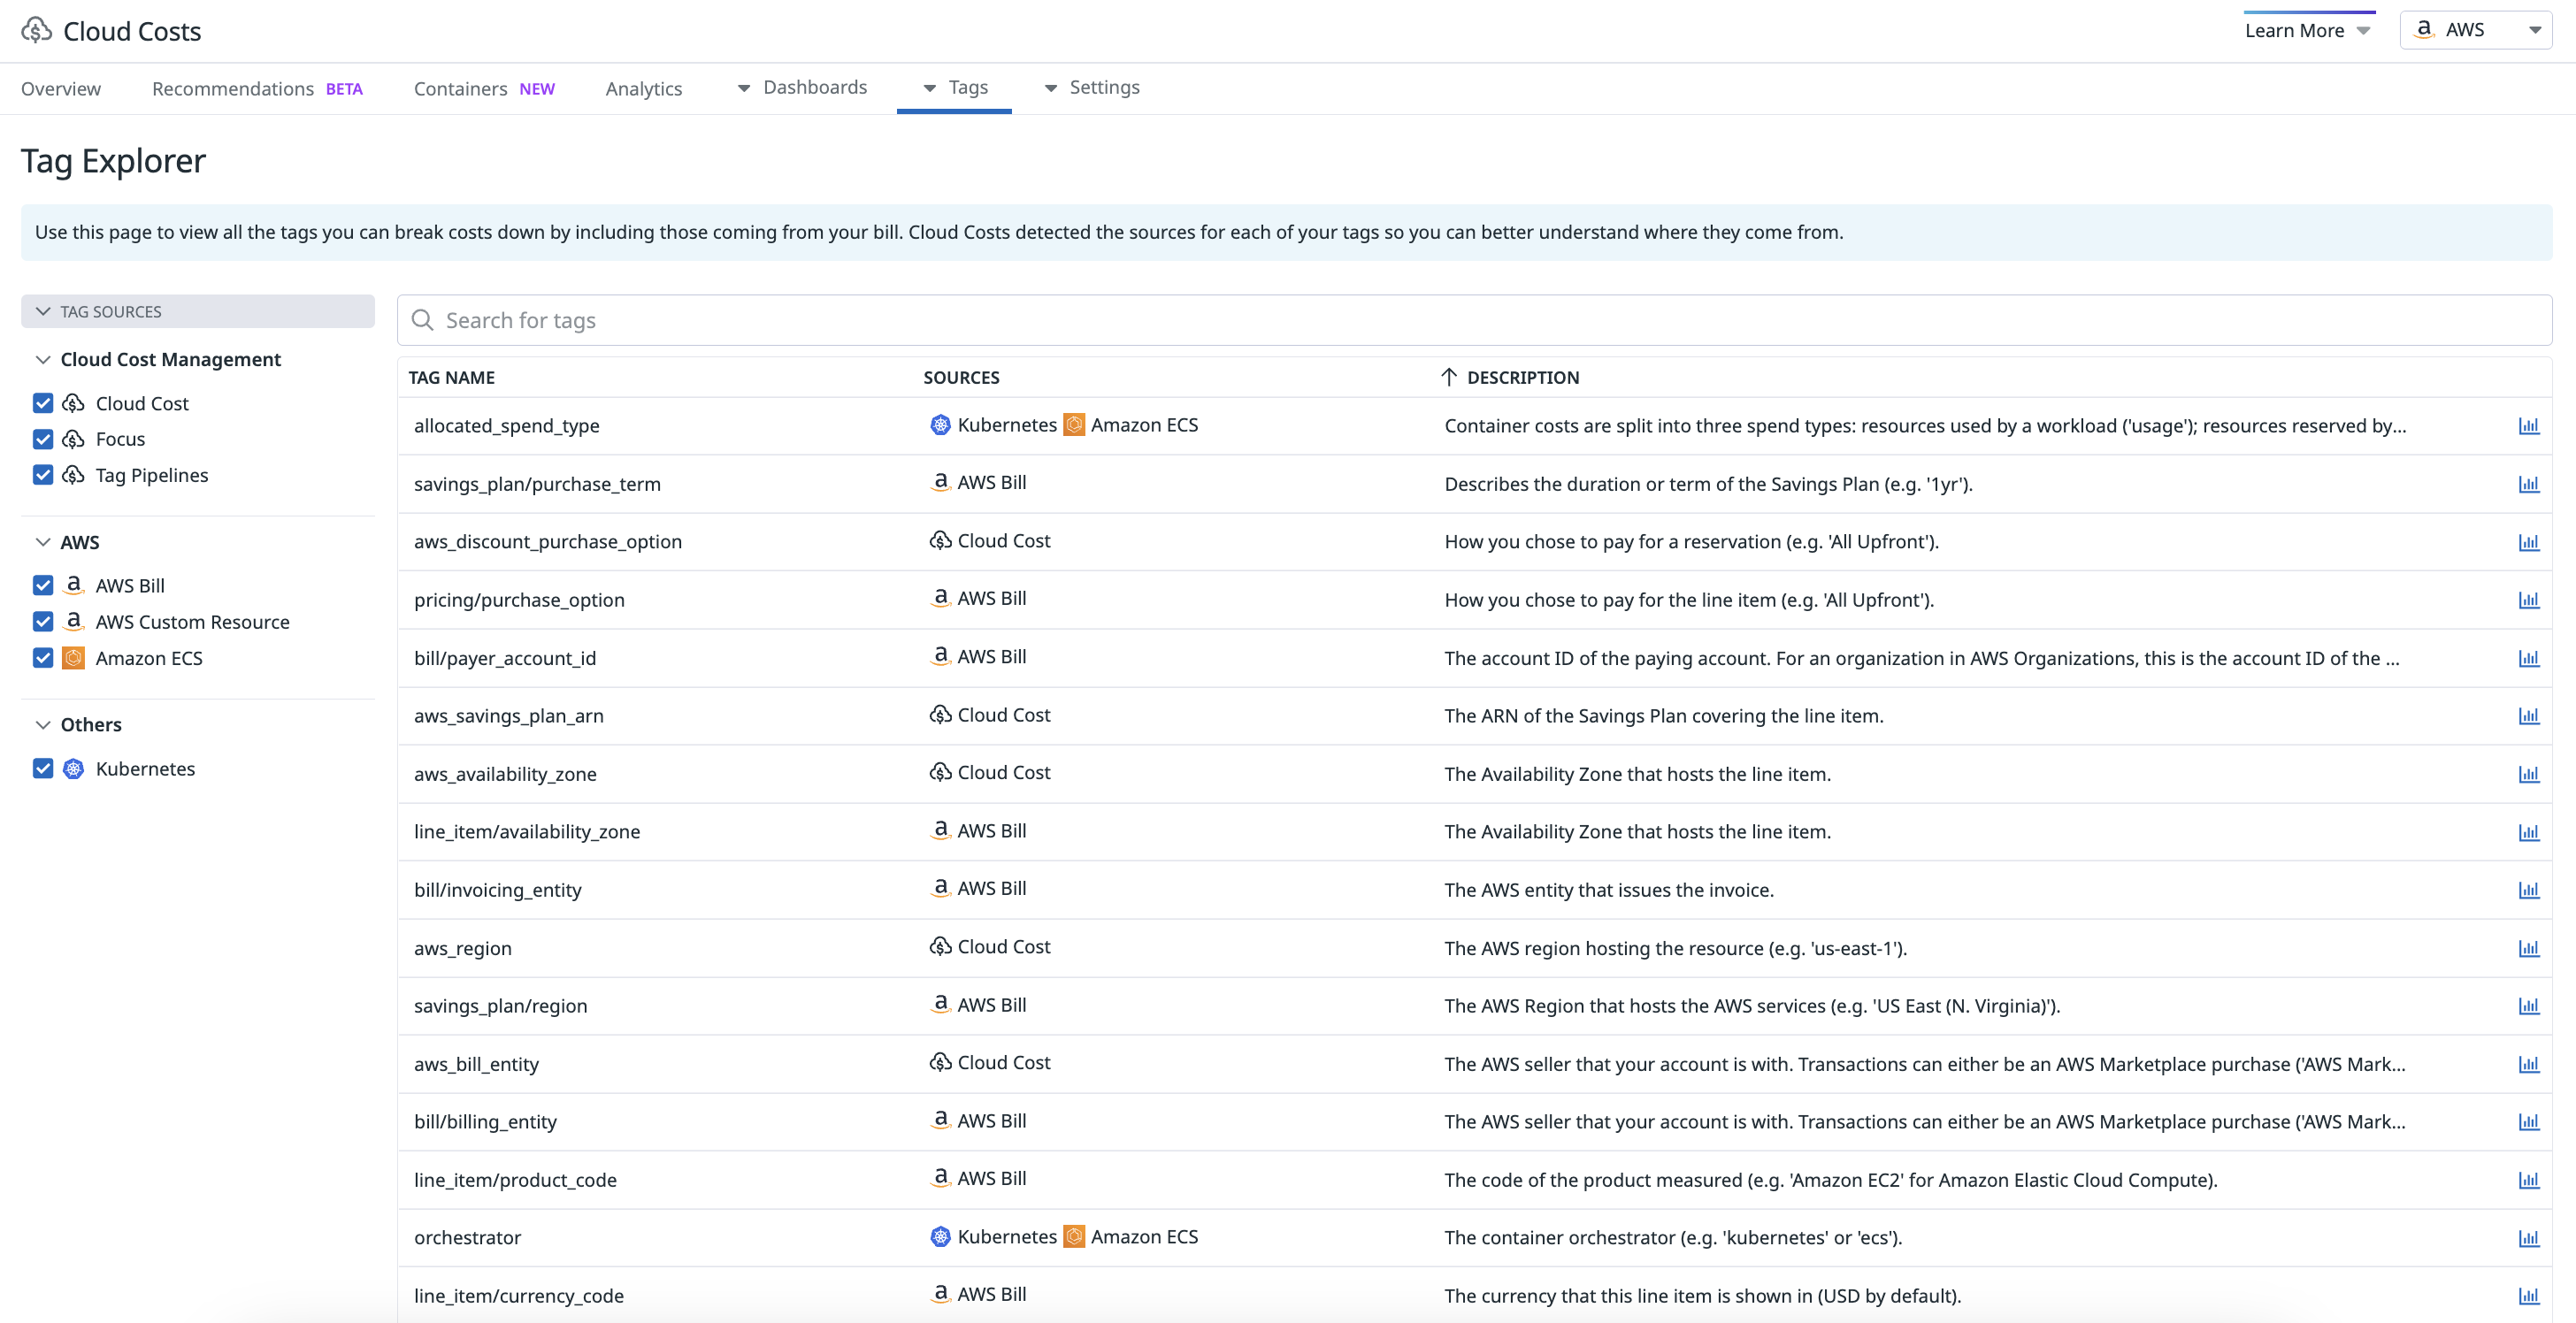 Cloud Costs
Learn More
AWS
Overview
Recommendations BETA
Containers NEW
Analytics
Dashboards
Tags
Settings
Tag Explorer
Use this page to view all the tags you can break costs down by including those coming from your bill. Cloud Costs detected the sources for each of your tags so you can better understand where they come from.
TAG SOURCES
Cloud Cost Management
Cloud Cost
Focus
Tag Pipelines
AWS
AWS Bill
AWS Custom Resource
Amazon ECS
Others
Kubernetes
Search for tags
TAG NAME SOURCES DESCRIPTION
allocated_spend_type Kubernetes Amazon ECS Container costs are split into three spend types: resources used by a workload ('usage'); resources reserved by...
savings_plan/purchase_term AWS Bill Describes the duration or term of the Savings Plan (e.g. '1yr').
aws_discount_purchase_option Cloud Cost How you chose to pay for a reservation (e.g. 'All Upfront').
pricing/purchase_option AWS Bill How you chose to pay for the line item (e.g. 'All Upfront').
bill/payer_account_id AWS Bill The account ID of the paying account. For an organization in AWS Organizations, this is the account ID of the ...
aws_savings_plan_arn Cloud Cost The ARN of the Savings Plan covering the line item.
aws_availability_zone Cloud Cost The Availability Zone that hosts the line item.
line_item/availability_zone AWS Bill The Availability Zone that hosts the line item.
bill/invoicing_entity AWS Bill The AWS entity that issues the invoice.
aws_region Cloud Cost The AWS region hosting the resource (e.g. 'us-east-1').
savings_plan/region AWS Bill The AWS Region that hosts the AWS services (e.g. 'US East (N. Virginia)').
aws_bill_entity Cloud Cost The AWS seller that your account is with. Transactions can either be an AWS Marketplace purchase ('AWS Mark...
bill/billing_entity AWS Bill The AWS seller that your account is with. Transactions can either be an AWS Marketplace purchase ('AWS Mark...
line_item/product_code AWS Bill The code of the product measured (e.g. 'Amazon EC2' for Amazon Elastic Cloud Compute).
orchestrator Kubernetes Amazon ECS The container orchestrator (e.g. 'kubernetes' or 'ecs').
line_item/currency_code AWS Bill The currency that this line item is shown in (USD by default).